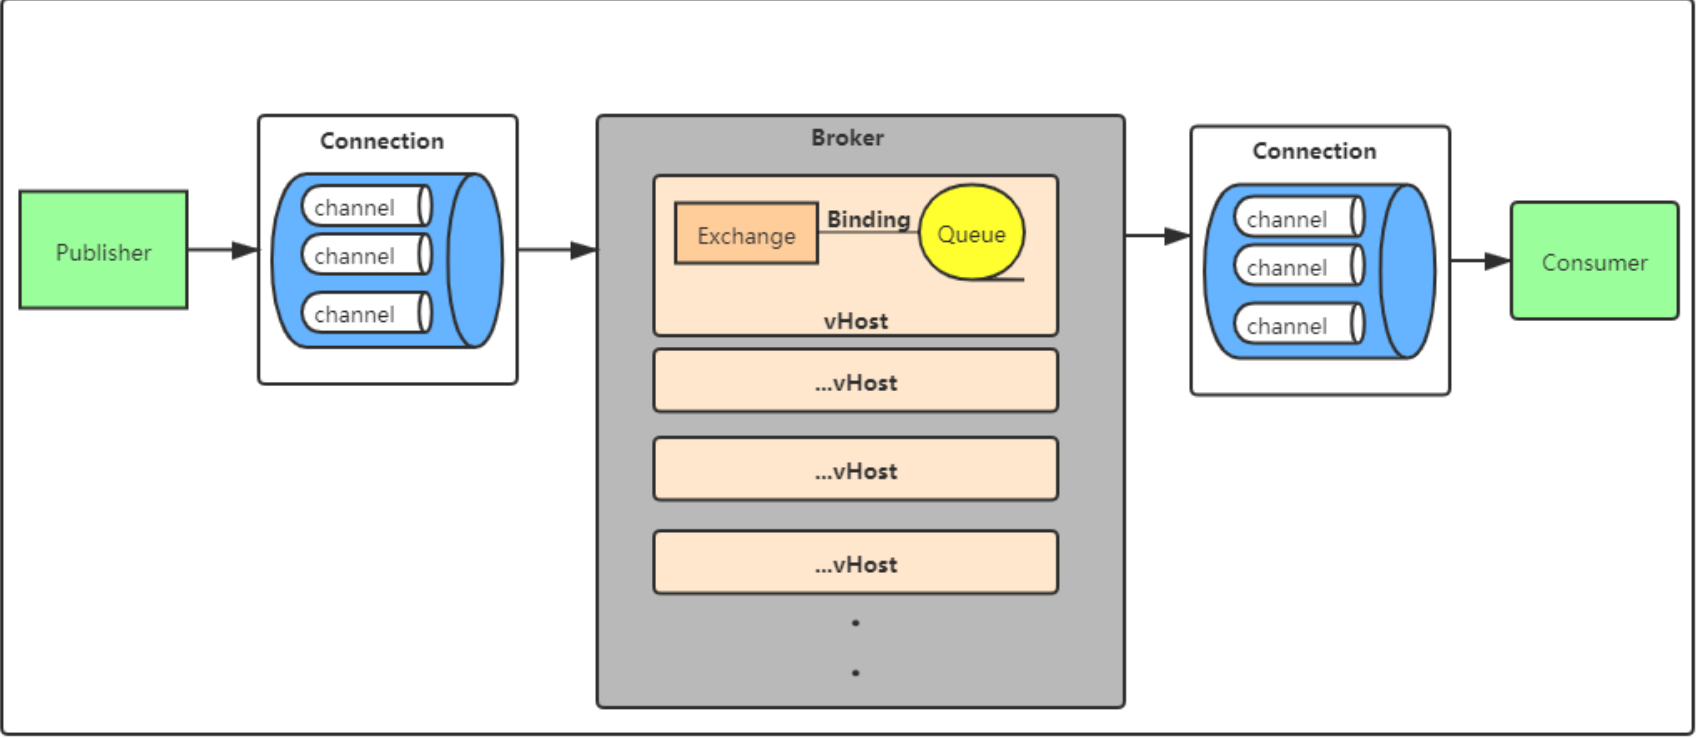 Publisher
Connection
channel
channel
channel
Broker
Exchange
Binding
Queue
vHost
...vHost
...vHost
...vHost
Connection
channel
channel
channel
Consumer